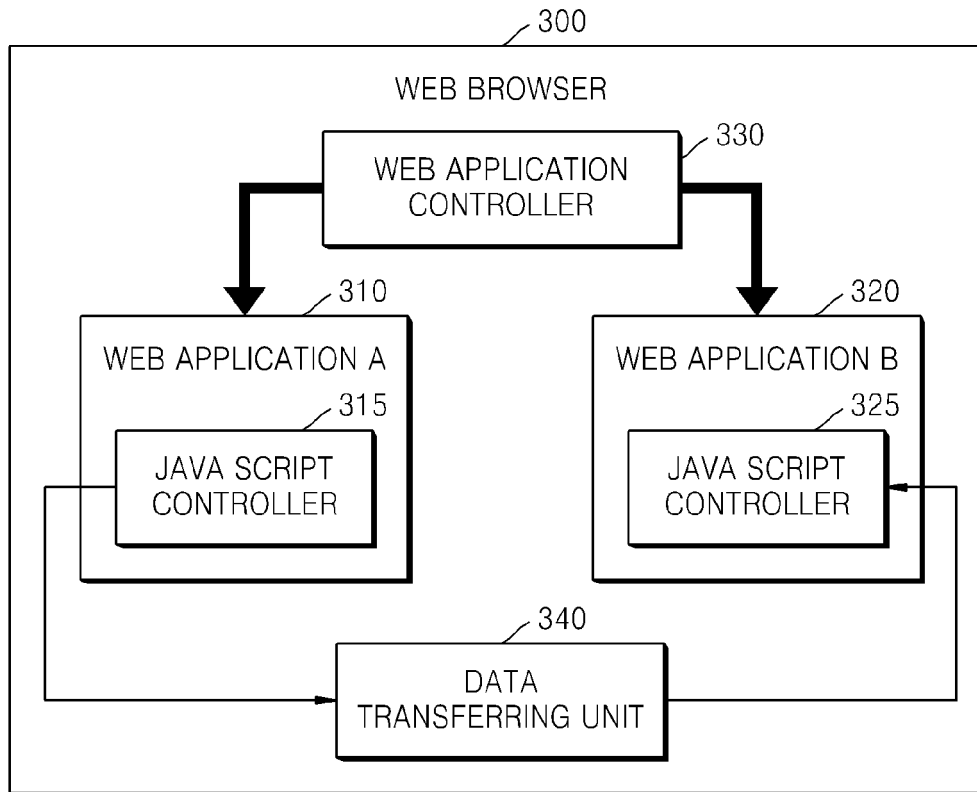 300
WEB BROWSER
330
WEB APPLICATION
CONTROLLER
310
WEB APPLICATION A
315
JAVA SCRIPT
CONTROLLER
320
WEB APPLICATION B
325
JAVA SCRIPT
CONTROLLER
340
DATA
TRANSFERRING UNIT